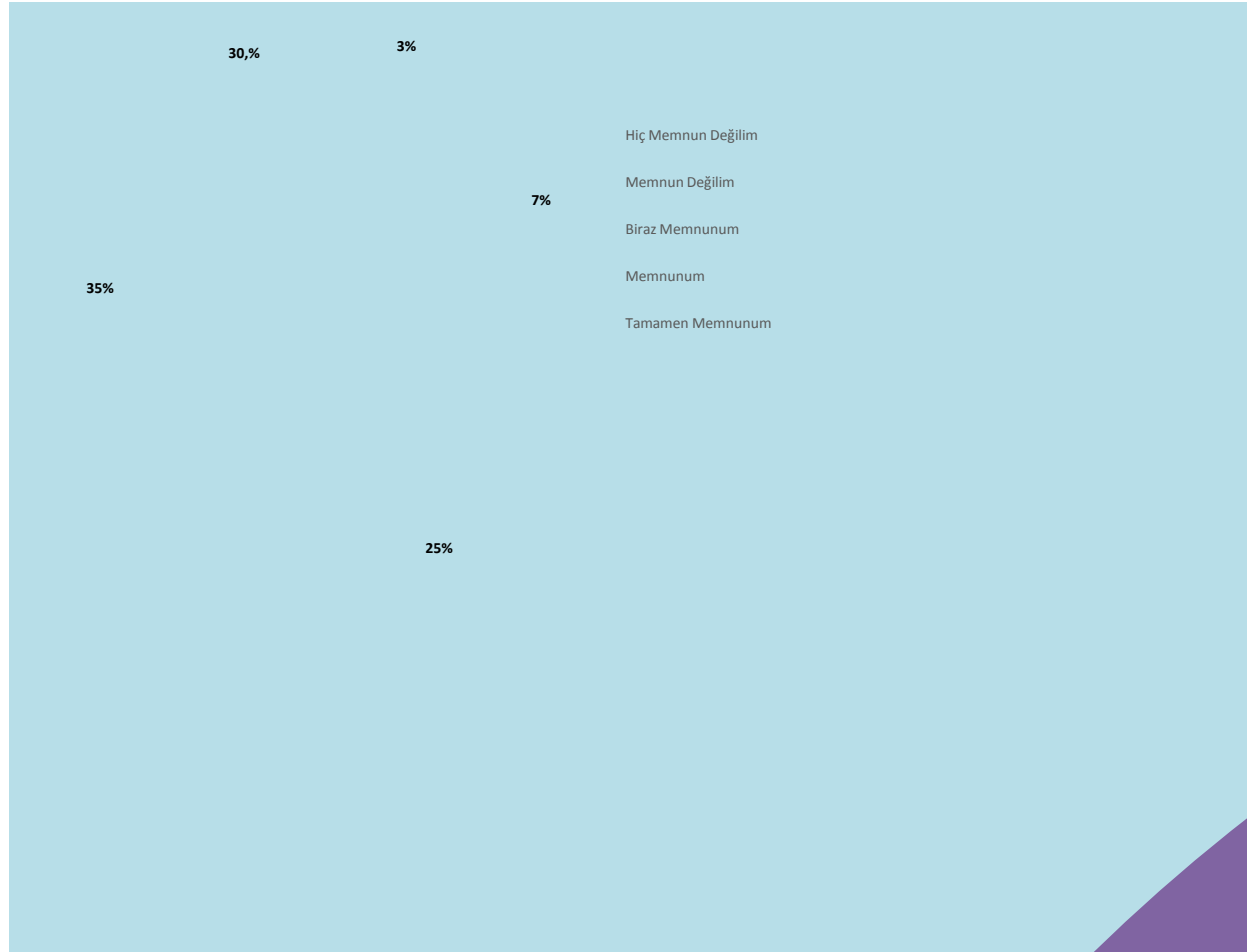 30,%
3%
7%
35%
25%
Hiç Memnun Değilim
Memnun Değilim
Biraz Memnunum
Memnunum
Tamamen Memnunum